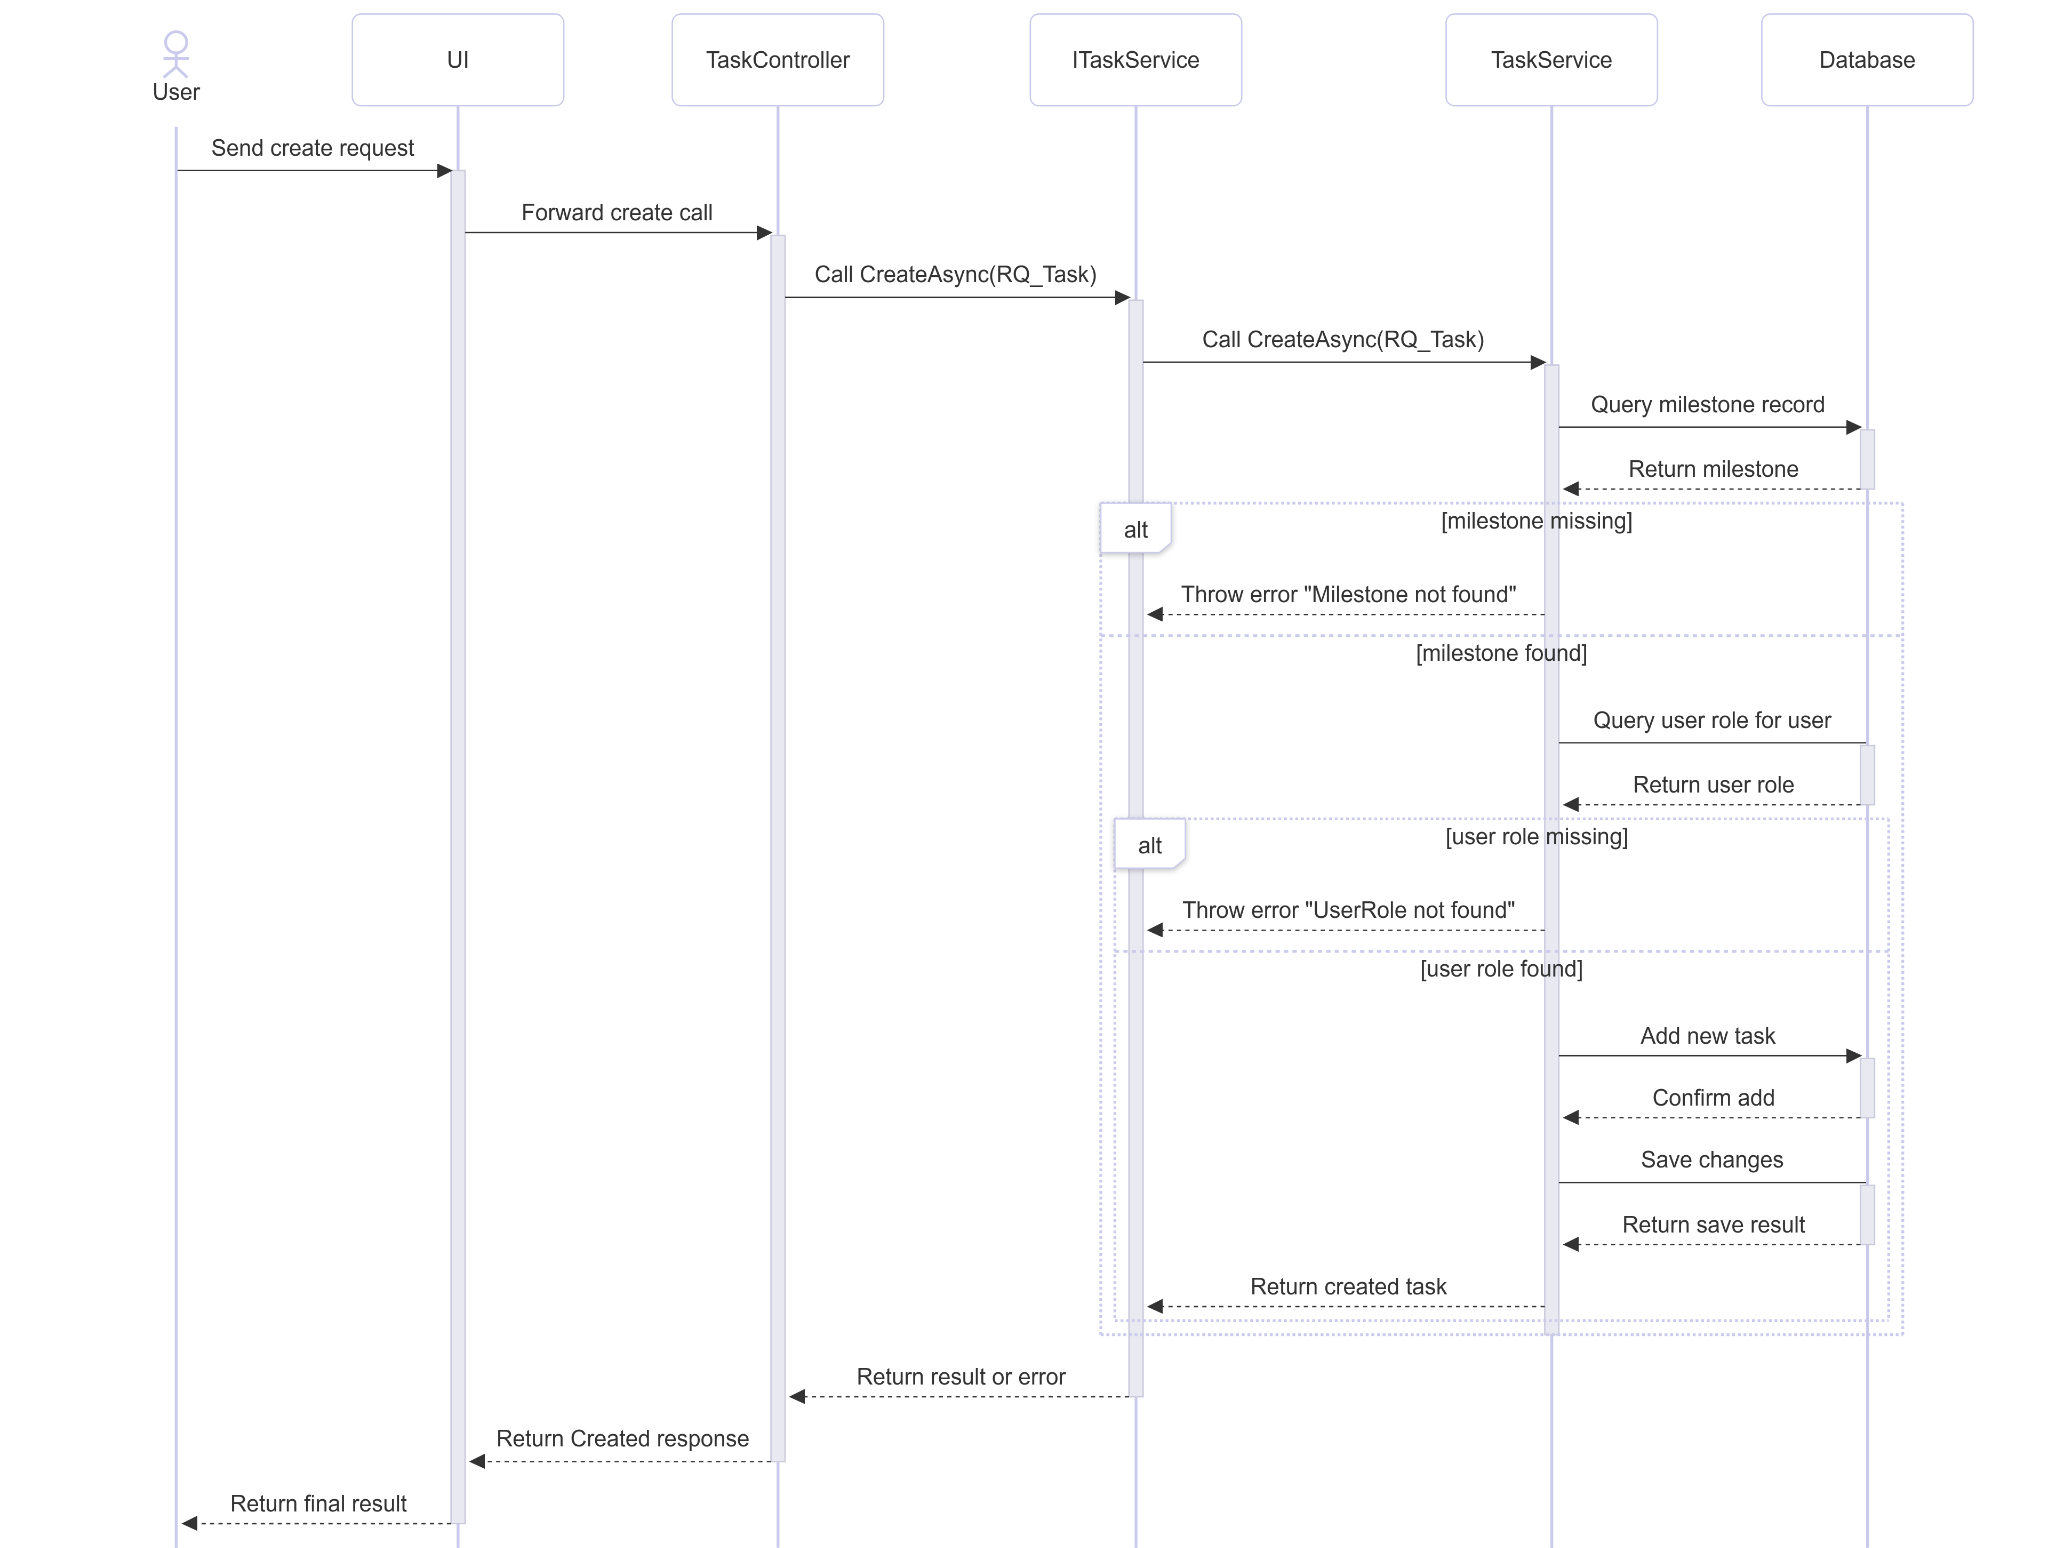 User
UI
TaskController
ITaskService
TaskService
Database
Send create request
Forward create call
Call CreateAsync(RQ_Task)
Call CreateAsync(RQ_Task)
Query milestone record
Return milestone
alt
[milestone missing]
Throw error "Milestone not found"
[milestone found]
Query user role for user
Return user role
alt
[user role missing]
Throw error "UserRole not found"
[user role found]
Add new task
Confirm add
Save changes
Return save result
Return created task
Return result or error
Return Created response
Return final result